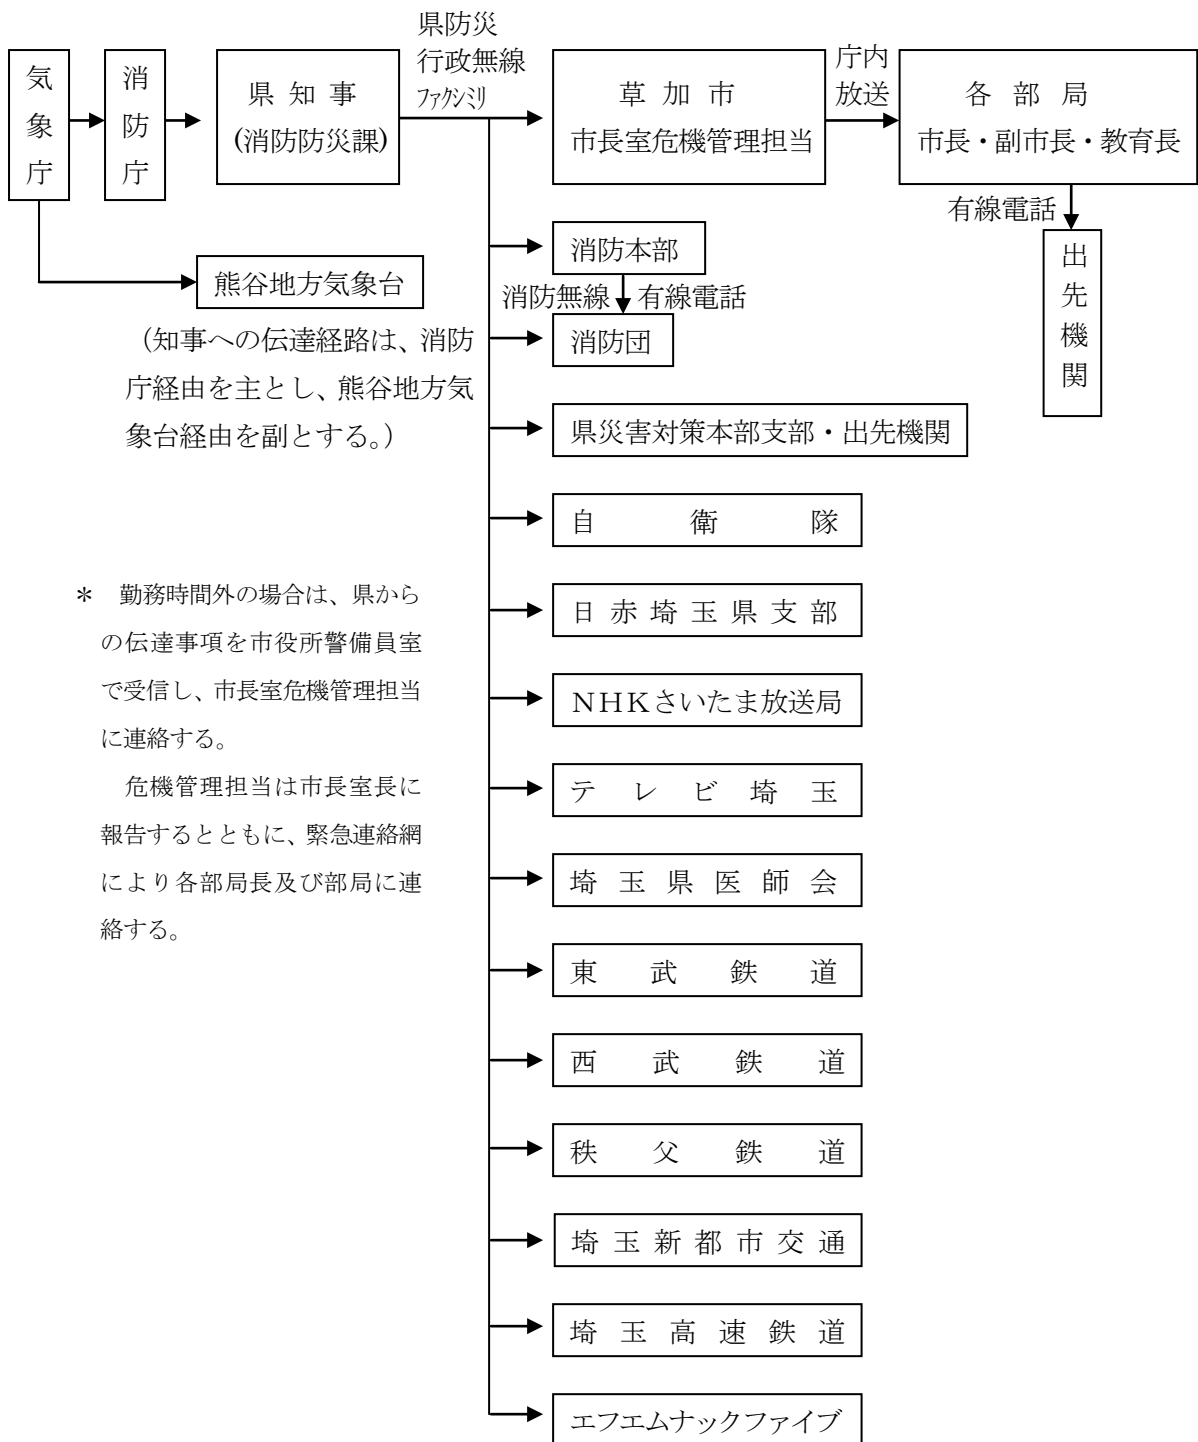 気象庁
消防庁
県知事
(消防防災課)
県防災
行政無線
ファクシミリ
草加市
市長室危機管理担当
庁内
放送
各部局
市長・副市長・教育長
有線電話
出先機関
熊谷地方気象台
(知事への伝達経路は、消防
庁経由を主とし、熊谷地方気
象台経由を副とする。)
消防本部
消防無線 有線電話
消防団
県災害対策本部支部・出先機関
自衛隊
* 勤務時間外の場合は、県から
の伝達事項を市役所警備員室
で受信し、市長室危機管理担当
に連絡する。
危機管理担当は市長室長に
報告するとともに、緊急連絡網
により各部局長及び部局に連
絡する。
日赤埼玉県支部
NHKさいたま放送局
テレビ埼玉
埼玉県医師会
東武鉄道
西武鉄道
秩父鉄道
埼玉新都市交通
埼玉高速鉄道
エフエムナックファイブ